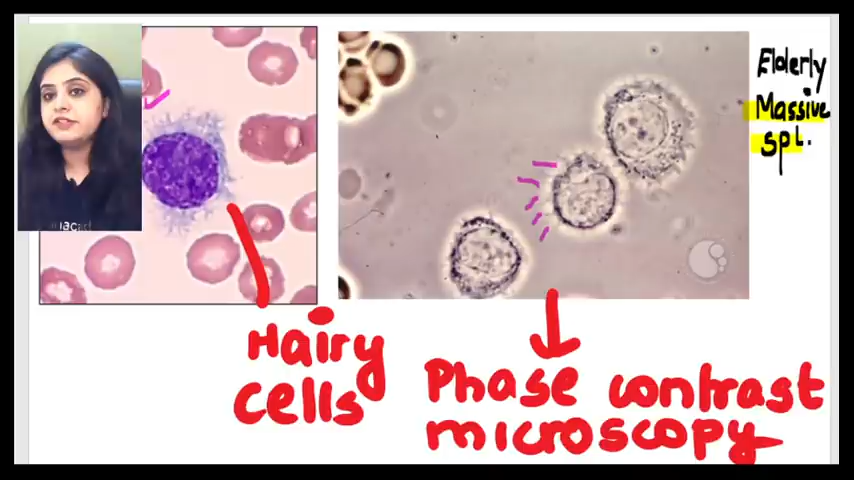 Elderly
Massive
spl.
Hairy
cells
Phase contrast
microscopy